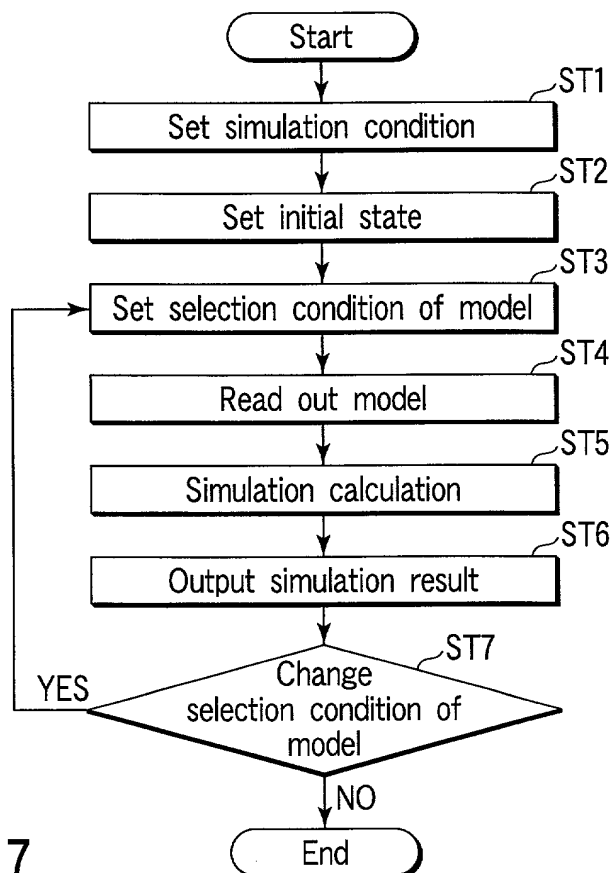 Start
ST1
Set simulation condition
ST2
Set initial state
ST3
Set selection condition of model
ST4
Read out model
ST5
Simulation calculation
ST6
Output simulation result
ST7
YES
Change
selection condition of
model
NO
7
End